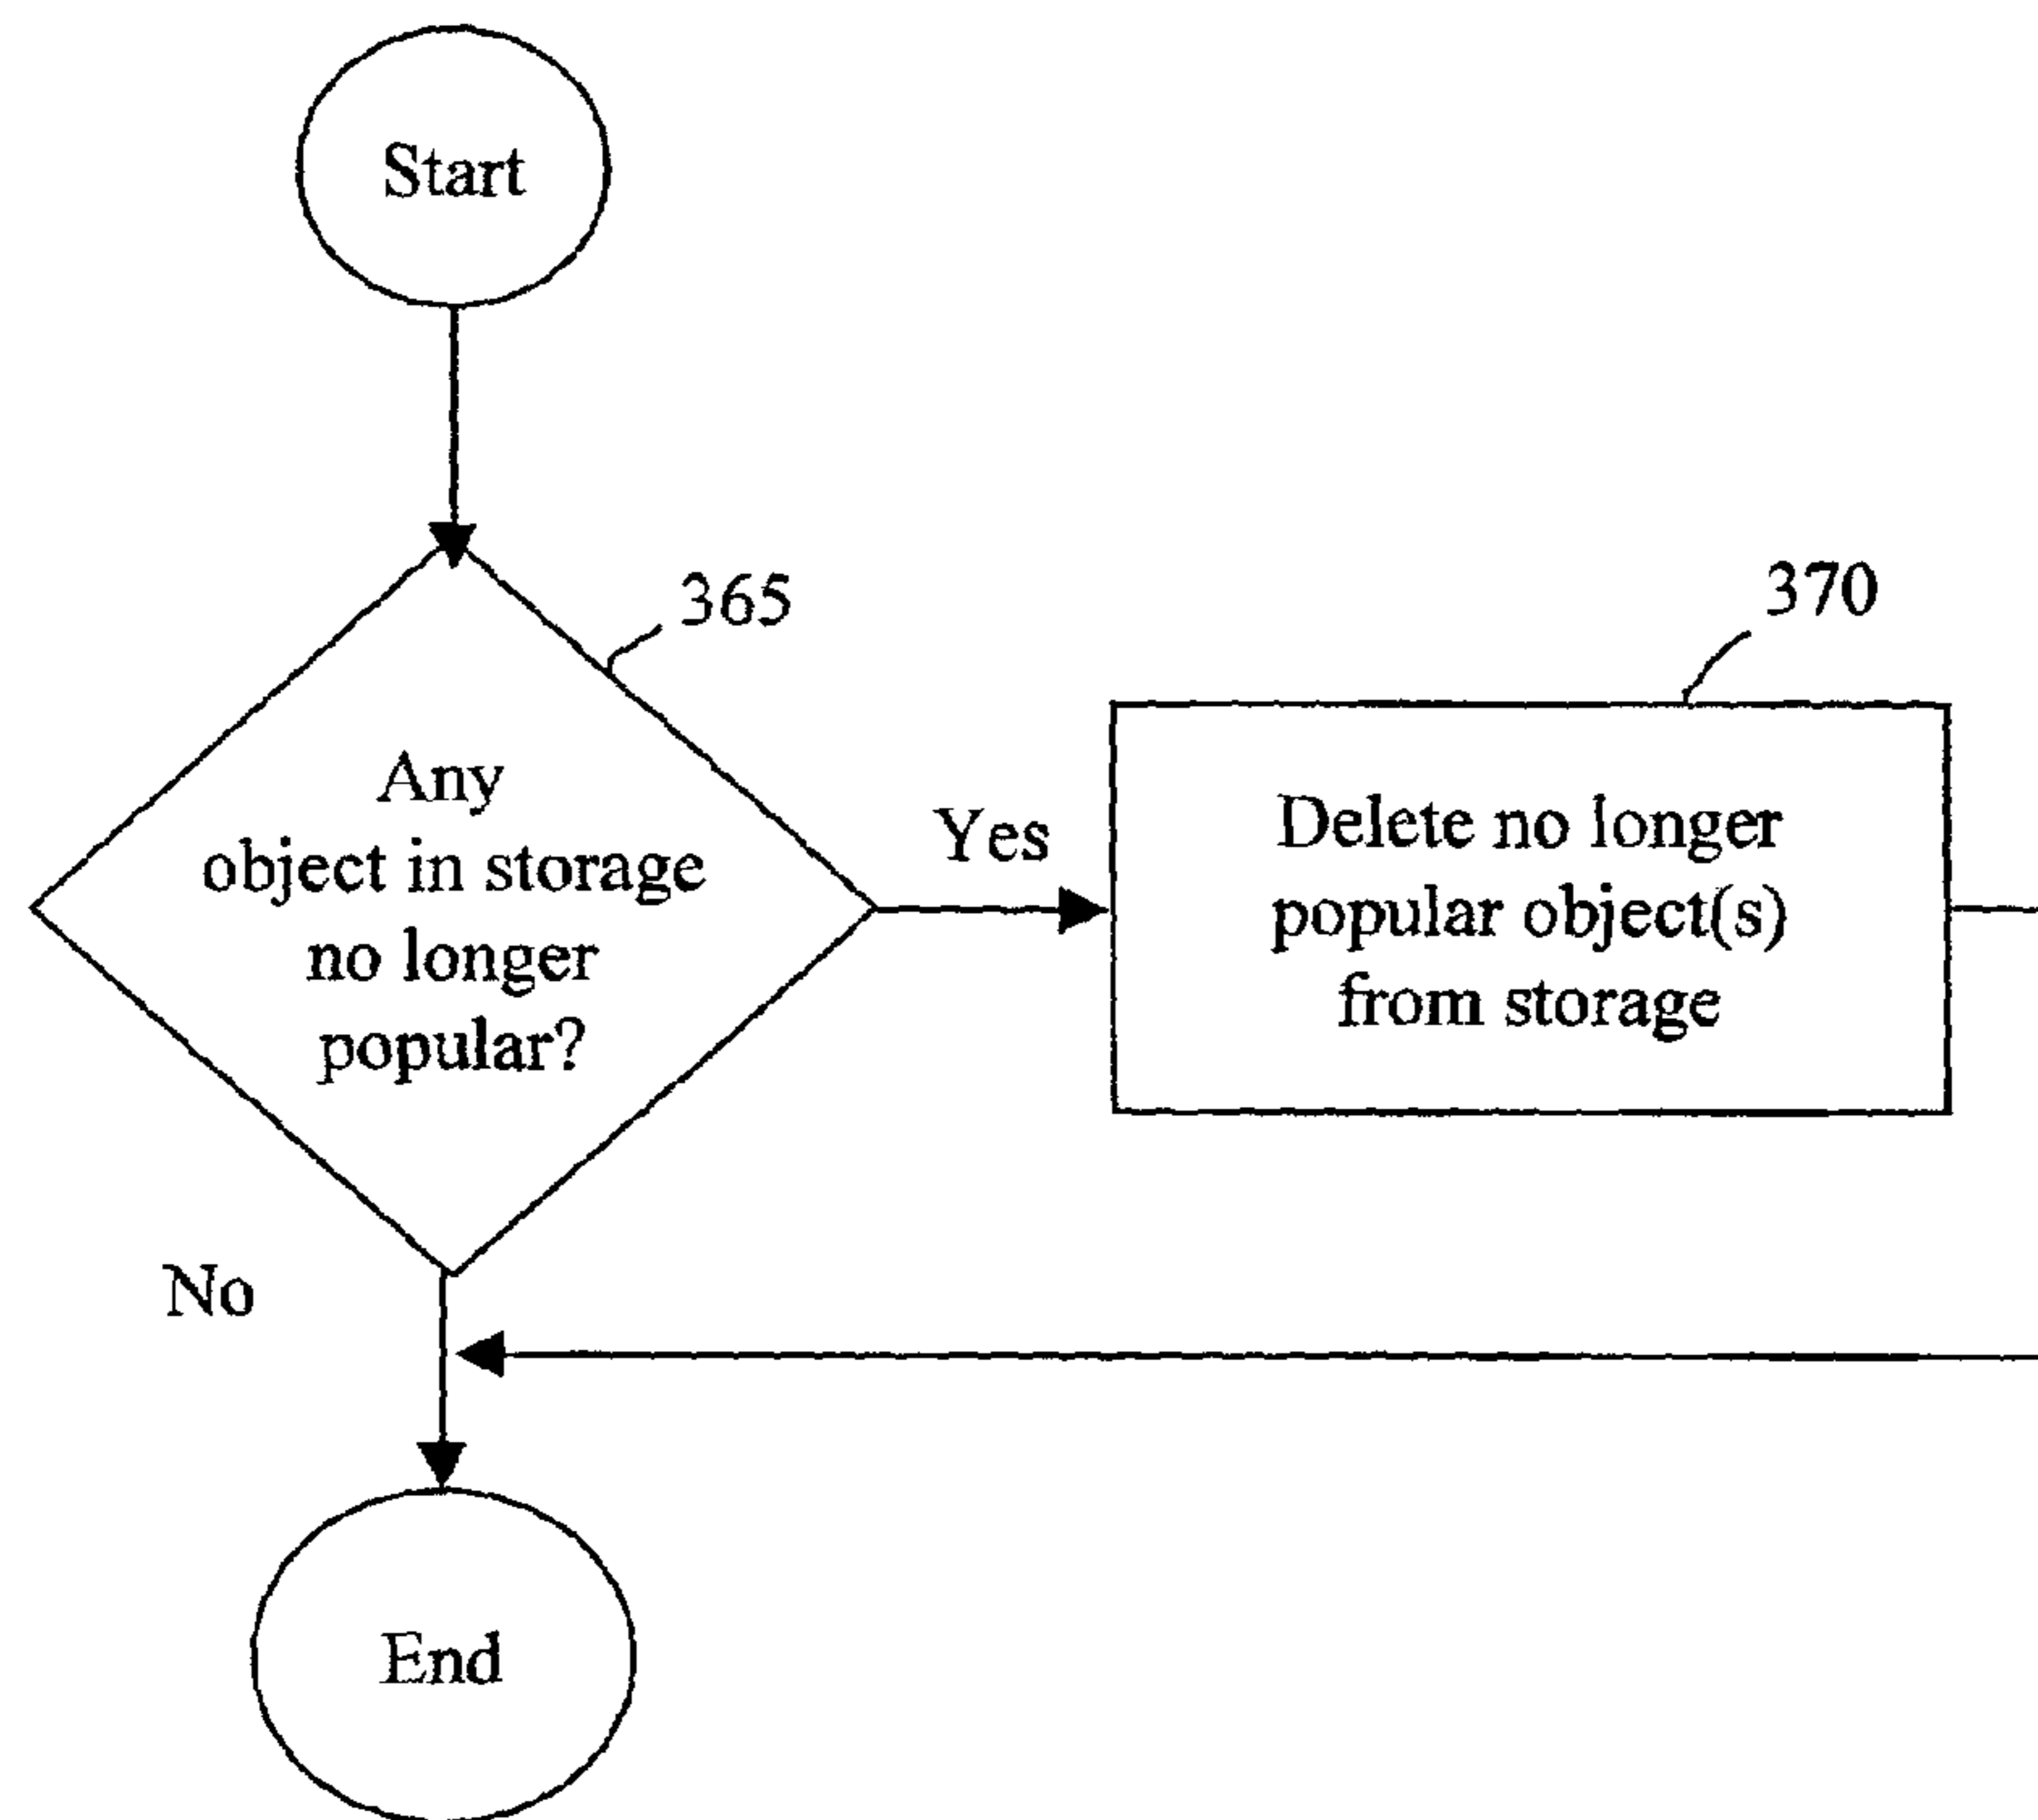 Start
365
370
Any
object in storage
no longer
popular?
Yes
Delete no longer
popular object(s)
from storage
No
End